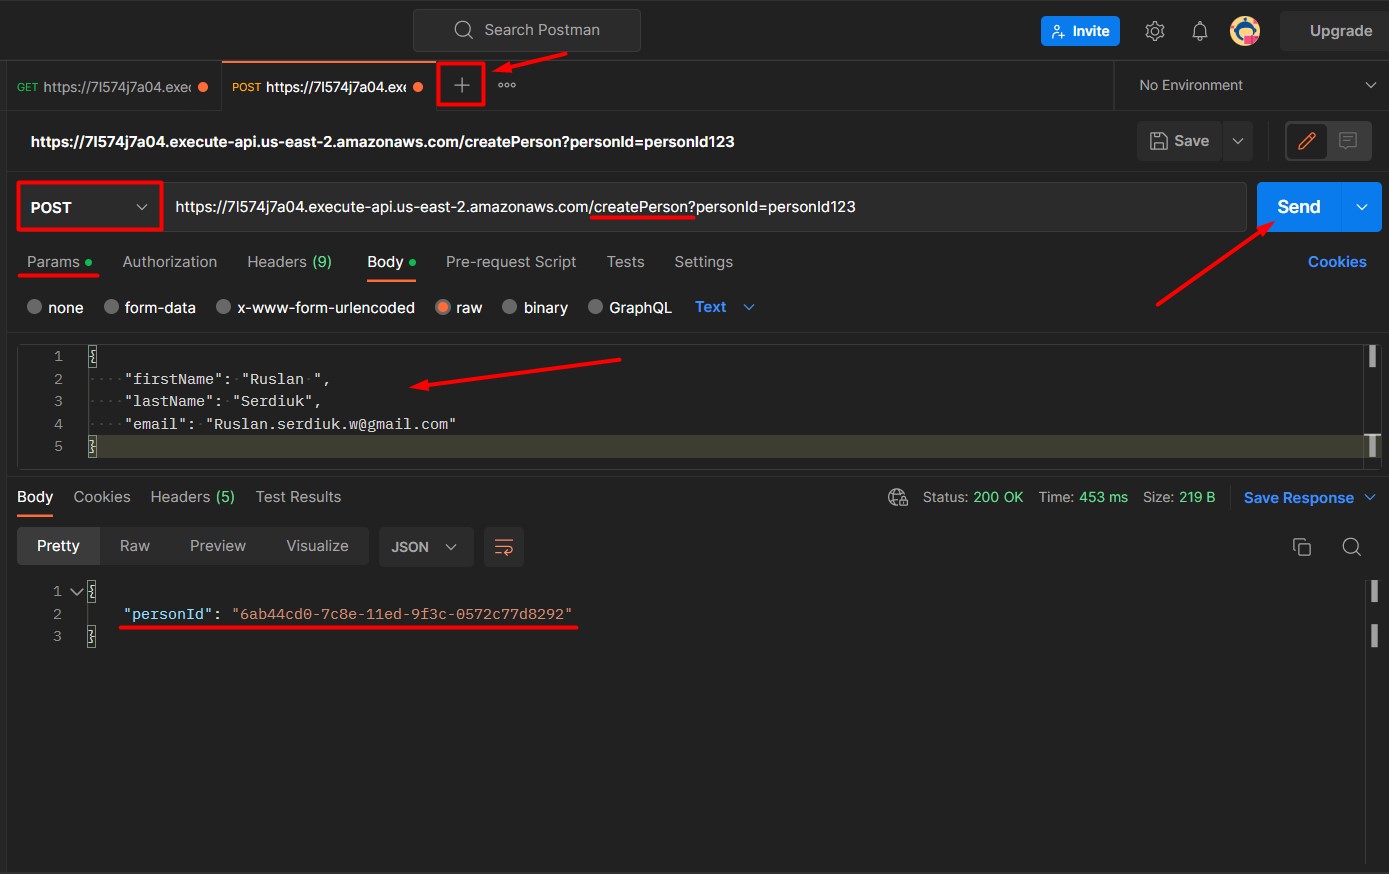 Search Postman
Invite
Upgrade
GET https://7l574j7a04.exec
POST https://7l574j7a04.exe
No Environment
https://7l574j7a04.execute-api.us-east-2.amazonaws.com/createPerson?personId=personId123
Save
POST
https://7l574j7a04.execute-api.us-east-2.amazonaws.com/createPerson?personId=personId123
Send
Params Authorization Headers (9) Body Pre-request Script Tests Settings Cookies
none form-data x-www-form-urlencoded raw binary GraphQL Text
1 {
2 "firstName": "Ruslan ",
3 "lastName": "Serdiuk",
4 "email": "Ruslan.serdiuk.w@gmail.com"
5 }
Body Cookies Headers (5) Test Results Status: 200 OK Time: 453 ms Size: 219 B Save Response
Pretty Raw Preview Visualize JSON
1 {
2 "personId": "6ab44cd0-7c8e-11ed-9f3c-0572c77d8292"
3 }